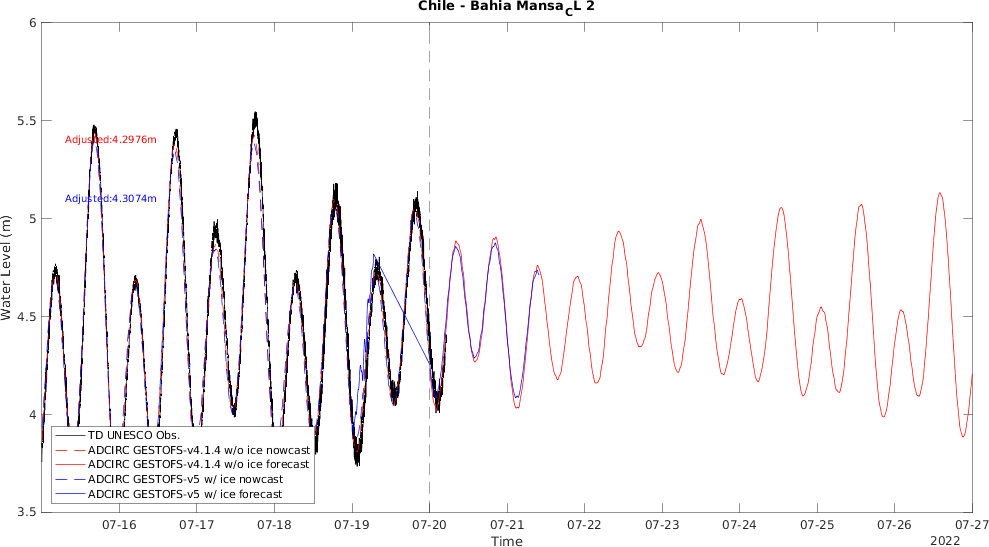 Chile - Bahia Mansa_CL 2
Water Level (m)
6
5.5
5
4.5
4
3.5
Adjusted:4.2976m
Adjusted:4.3074m
TD UNESCO Obs.
ADCIRC GESTOFS-v4.1.4 w/o ice nowcast
ADCIRC GESTOFS-v4.1.4 w/o ice forecast
ADCIRC GESTOFS-v5 w/ ice nowcast
ADCIRC GESTOFS-v5 w/ ice forecast
07-16 07-17 07-18 07-19 07-20 07-21 07-22 07-23 07-24 07-25 07-26 07-27
Time
2022